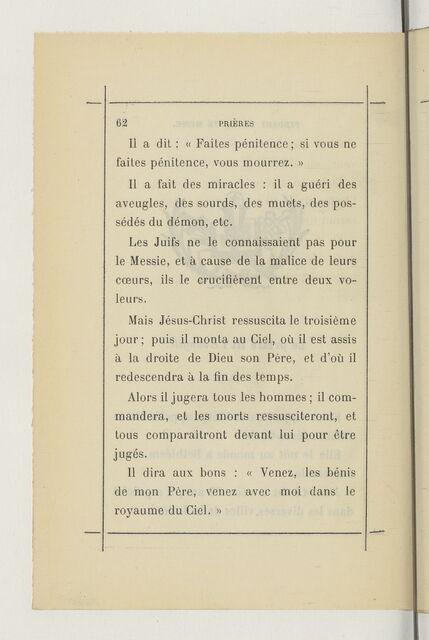 62 PRIÈRES
Il a dit : « Faites pénitence ; si vous ne
faites pénitence, vous mourrez. »
Il a fait des miracles : il a guéri des
aveugles, des sourds, des muets, des pos-
sédés du démon, etc.
Les Juifs ne le connaissaient pas pour
le Messie, et à cause de la malice de leurs
cœurs, ils le crucifièrent entre deux vo-
leurs.
Mais Jésus-Christ ressuscita le troisième
jour ; puis il monta au Ciel, où il est assis
à la droite de Dieu son Père, et d'où il
redescendra à la fin des temps.
Alors il jugera tous les hommes ; il com-
mandera, et les morts ressusciteront, et
tous comparaîtront devant lui pour être
jugés.
Il dira aux bons : « Venez, les bénis
de mon Père, venez avec moi dans le
royaume du Ciel. »